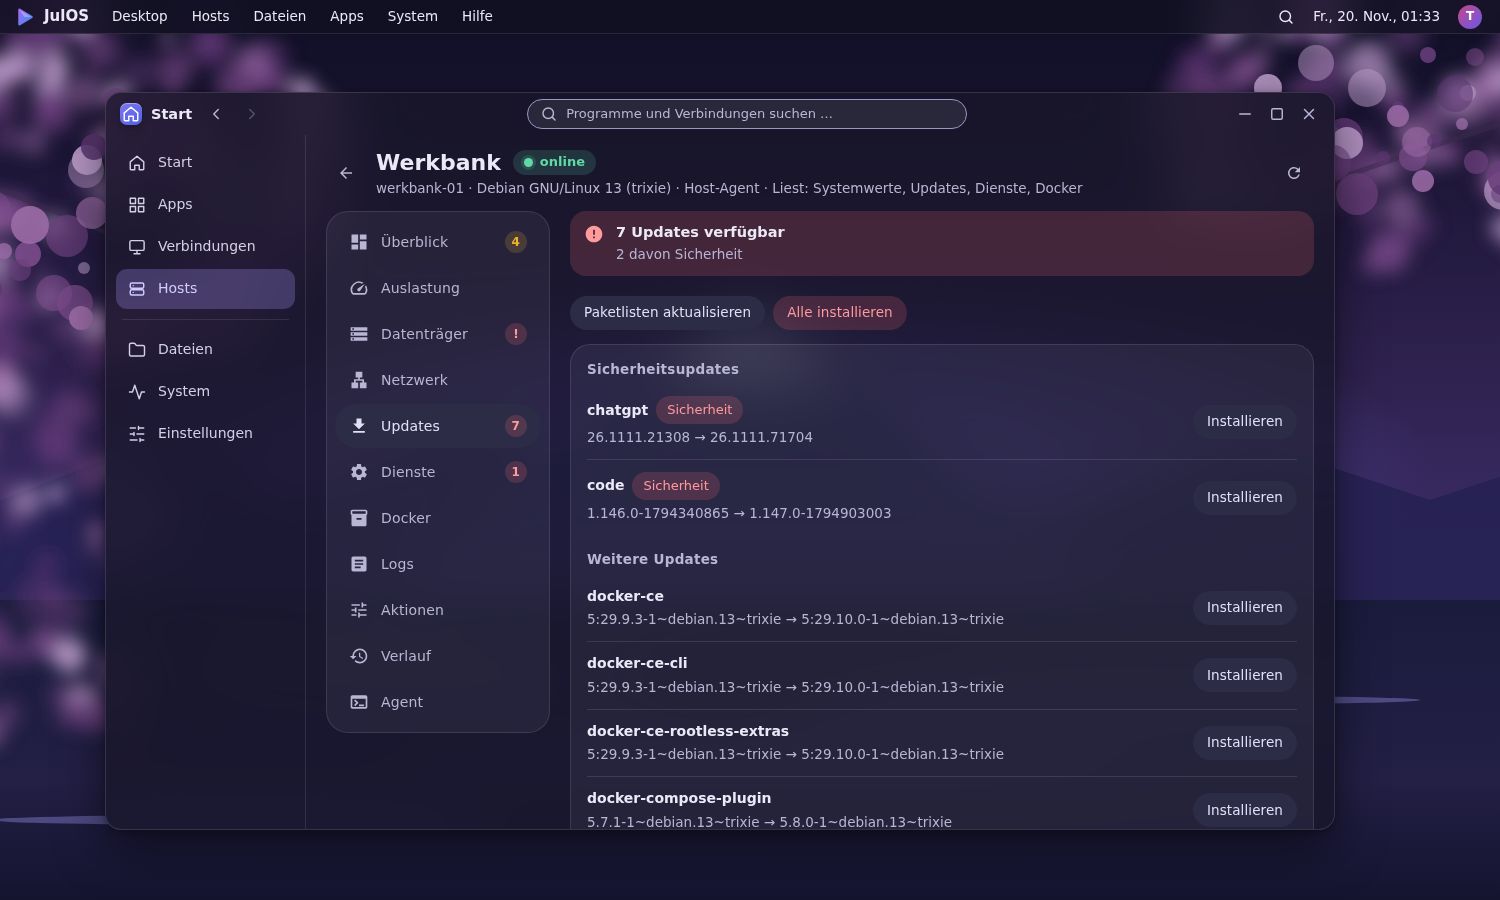 JulOS Desktop Hosts Dateien Apps System Hilfe Fr., 20. Nov., 01:33 T
Start Programme und Verbindungen suchen ...
Start
Apps
Verbindungen
Hosts
Dateien
System
Einstellungen
Werkbank online
werkbank-01 · Debian GNU/Linux 13 (trixie) · Host-Agent · Liest: Systemwerte, Updates, Dienste, Docker
Überblick 4
Auslastung
Datenträger !
Netzwerk
Updates 7
Dienste 1
Docker
Logs
Aktionen
Verlauf
Agent
7 Updates verfügbar
2 davon Sicherheit
Paketlisten aktualisieren Alle installieren
Sicherheitsupdates
chatgpt Sicherheit
26.1111.21308 → 26.1111.71704
Installieren
code Sicherheit
1.146.0-1794340865 → 1.147.0-1794903003
Installieren
Weitere Updates
docker-ce
5:29.9.3-1~debian.13~trixie → 5:29.10.0-1~debian.13~trixie
Installieren
docker-ce-cli
5:29.9.3-1~debian.13~trixie → 5:29.10.0-1~debian.13~trixie
Installieren
docker-ce-rootless-extras
5:29.9.3-1~debian.13~trixie → 5:29.10.0-1~debian.13~trixie
Installieren
docker-compose-plugin
5.7.1-1~debian.13~trixie → 5.8.0-1~debian.13~trixie
Installieren